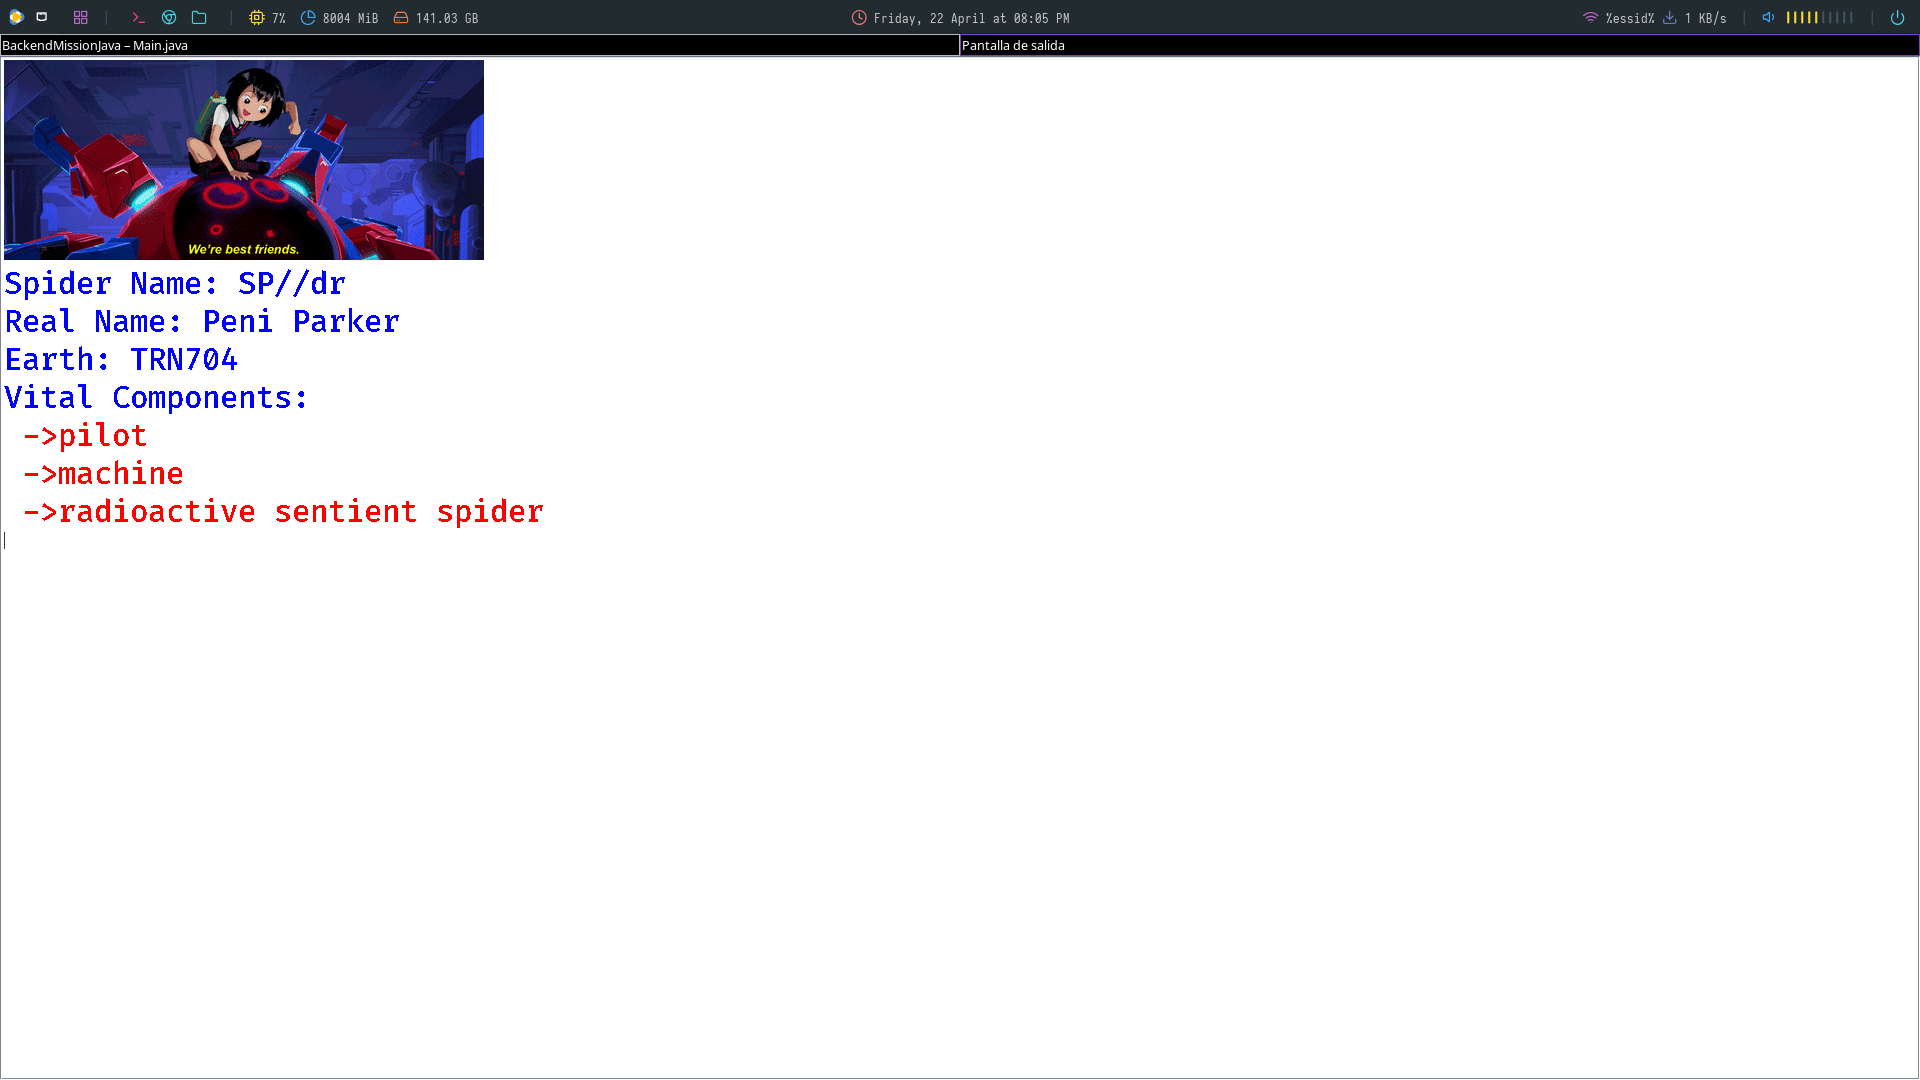 7% 8004 MiB 141.03 GB Friday, 22 April at 08:05 PM %essid% 1 KB/s
BackendMissionJava – Main.java Pantalla de salida
We're best friends.
Spider Name: SP//dr
Real Name: Peni Parker
Earth: TRN704
Vital Components:
->pilot
->machine
->radioactive sentient spider